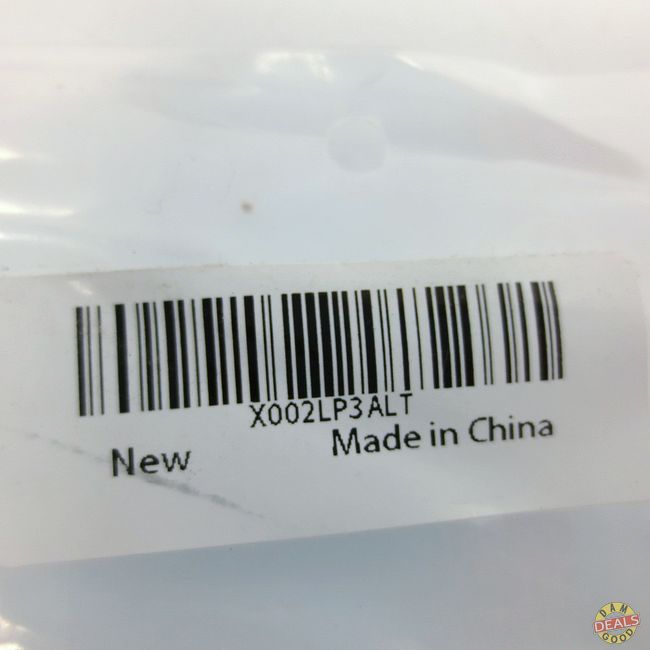 X002LP3ALT
New
Made in China
DAM
DEALS
GOOD